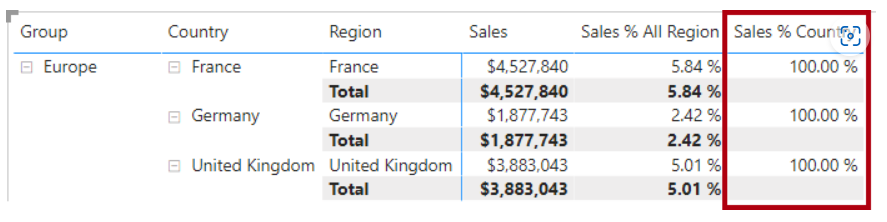 Group Country Region Sales Sales % All Region Sales % Count
Europe France France $4,527,840 5.84 % 100.00 %
Total $4,527,840 5.84 %
Germany Germany $1,877,743 2.42 % 100.00 %
Total $1,877,743 2.42 %
United Kingdom United Kingdom $3,883,043 5.01 % 100.00 %
Total $3,883,043 5.01 %